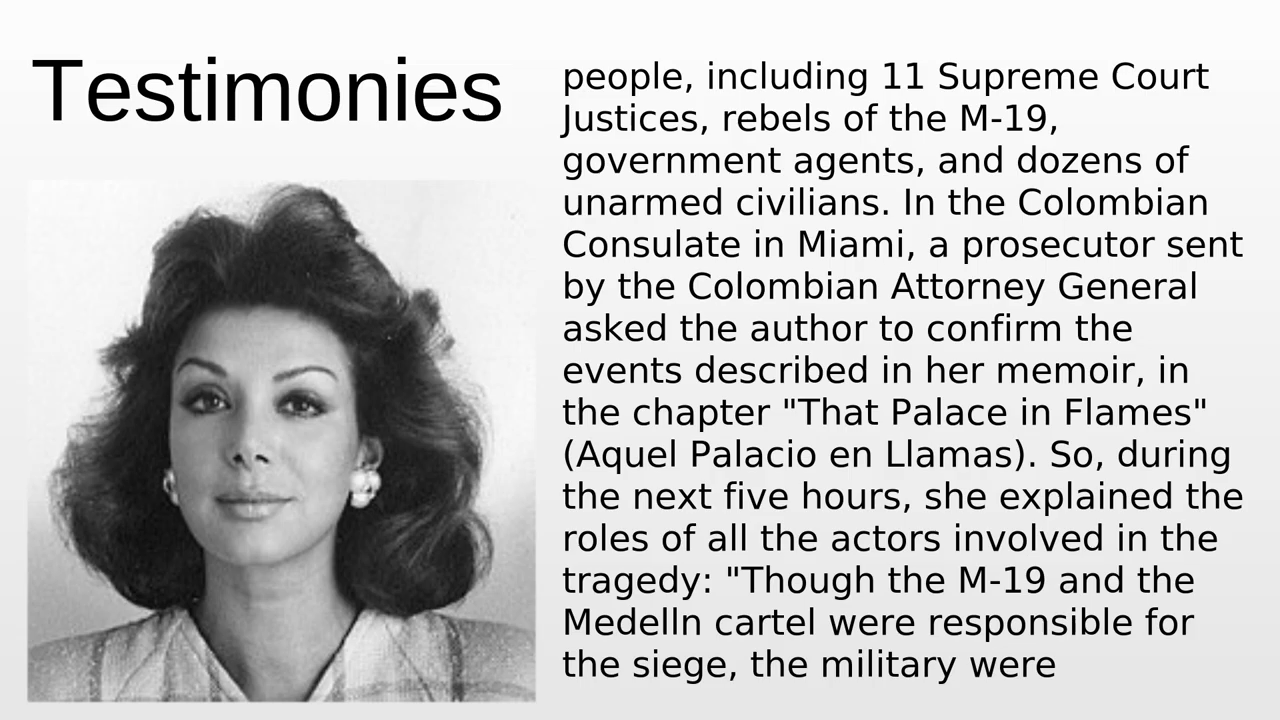 Testimonies
people, including 11 Supreme Court
Justices, rebels of the M-19,
government agents, and dozens of
unarmed civilians. In the Colombian
Consulate in Miami, a prosecutor sent
by the Colombian Attorney General
asked the author to confirm the
events described in her memoir, in
the chapter "That Palace in Flames"
(Aquel Palacio en Llamas). So, during
the next five hours, she explained the
roles of all the actors involved in the
tragedy: "Though the M-19 and the
Medelln cartel were responsible for
the siege, the military were